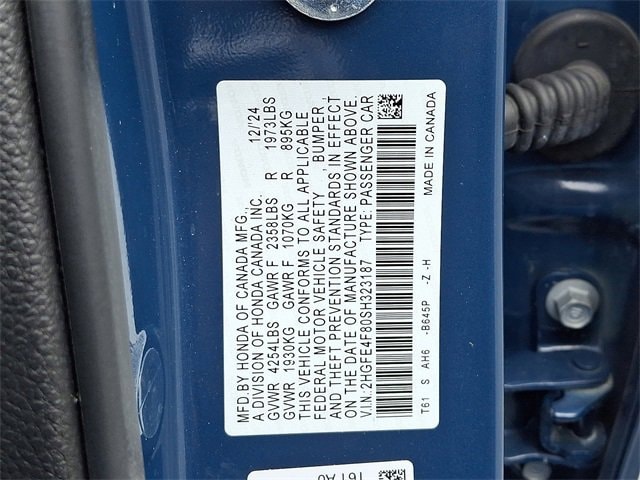 MFD.BY HONDA OF CANADA MFG. 12/24
A DIVISION OF HONDA CANADA INC.
GVWR 4254LBS GAWR F 2358LBS R 1973LBS
GVWR 1930KG GAWR F 1070KG R 895KG
THIS VEHICLE CONFORMS TO ALL APPLICABLE
FEDERAL MOTOR VEHICLE SAFETY , BUMPER ,
AND THEFT PREVENTION STANDARDS IN EFFECT
ON THE DATE OF MANUFACTURE SHOWN ABOVE.
V.I.N.:2HGFE4F80SH323187 TYPE: PASSENGER CAR
T61 S AH6 -B645P -Z -H MADE IN CANADA
T61 A0